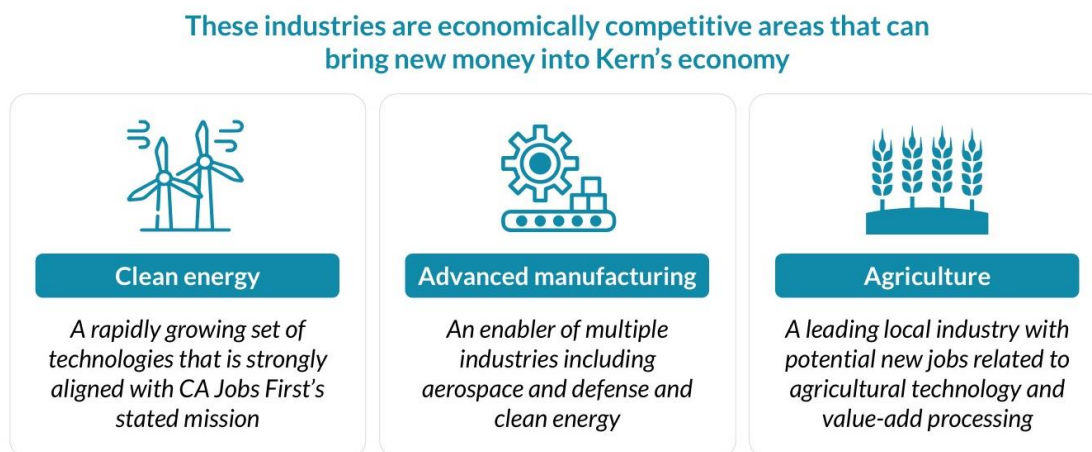 These industries are economically competitive areas that can
bring new money into Kern's economy
Clean energy
A rapidly growing set of
technologies that is strongly
aligned with CA Jobs First's
stated mission
Advanced manufacturing
An enabler of multiple
industries including
aerospace and defense and
clean energy
Agriculture
A leading local industry with
potential new jobs related to
agricultural technology and
value-add processing